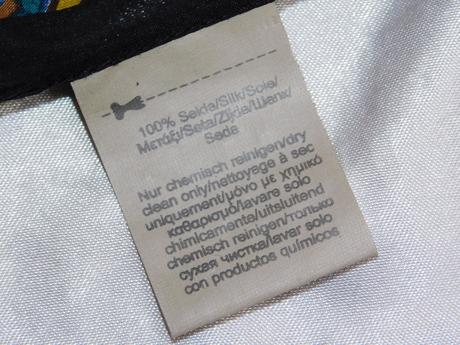 100% Seide/Silk/Soie/
Μετάξι/Seta/Zijde/Шелк/
Seda
Nur chemisch reinigen/dry
clean only/nettoyage à sec
uniquement/μόνο με χημικό
καθαρισμό/lavare solo
chimicamente/uitsluitend
chemisch reinigen/только
сухая чистка/lavar solo
con productos químicos